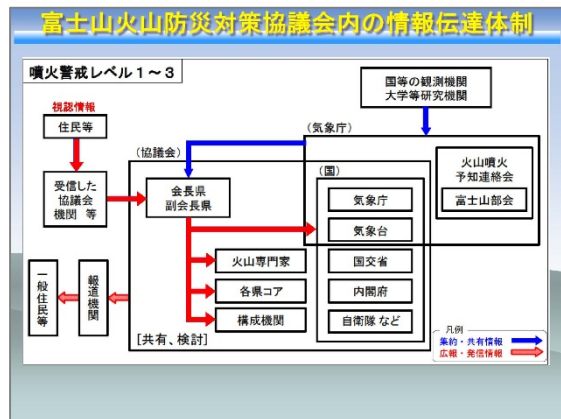 富士山火山防災対策協議会内の情報伝達体制
噴火警戒レベル1～3
国等の観測機関
大学等研究機関
視認情報
住民等
(気象庁)
(協議会)
(国)
火山噴火
予知連絡会
富士山部会
受信した
協議会
機関 等
会長県
副会長県
気象庁
気象台
火山専門家
国交省
一般住民等
報道機関
各県コア
内閣府
構成機関
自衛隊 など
[共有、検討]
凡例
集約・共有情報
広報・発信情報